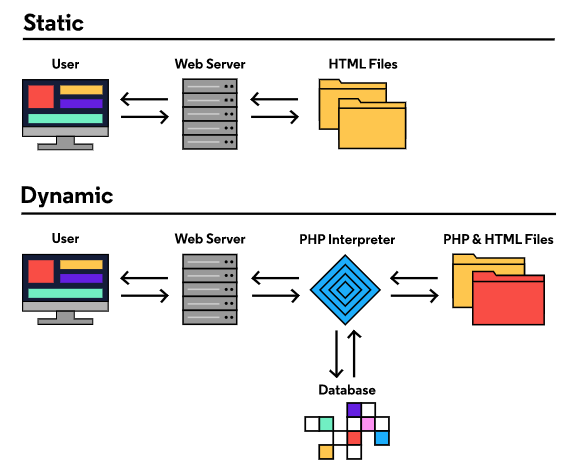 Static
User
Web Server
HTML Files
Dynamic
User
Web Server
PHP Interpreter
PHP & HTML Files
Database